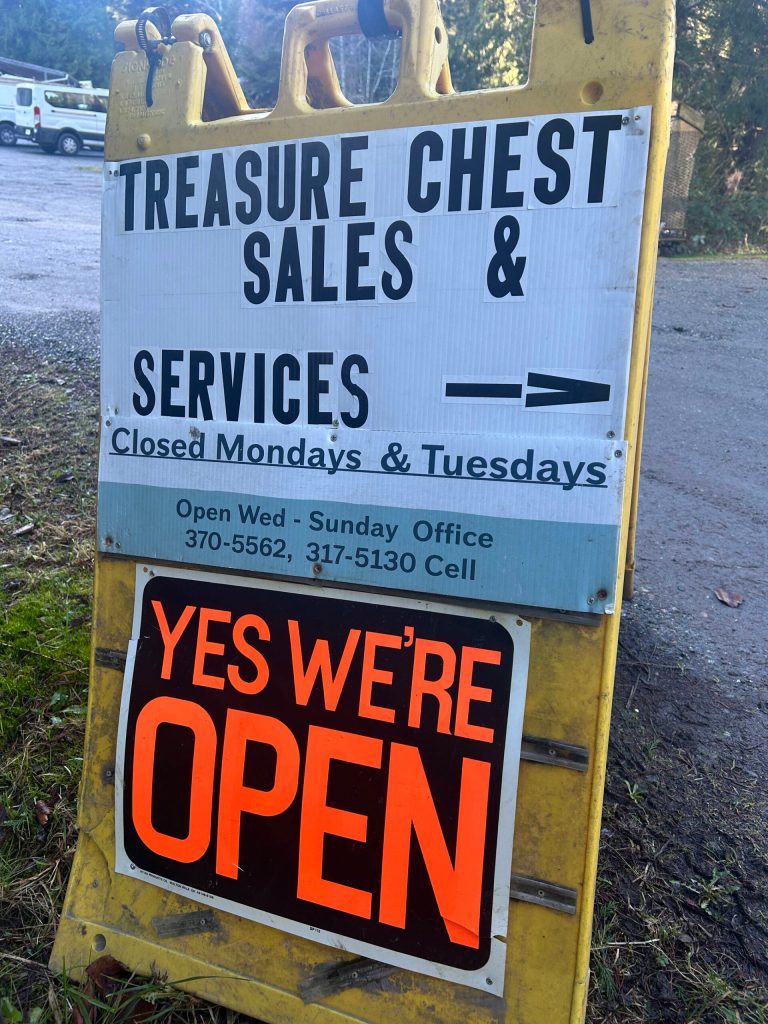 TREASURE CHEST
SALES &
SERVICES —>
Closed Mondays & Tuesdays
Open Wed - Sunday Office
370-5562, 317-5130 Cell
YES WE'RE
OPEN